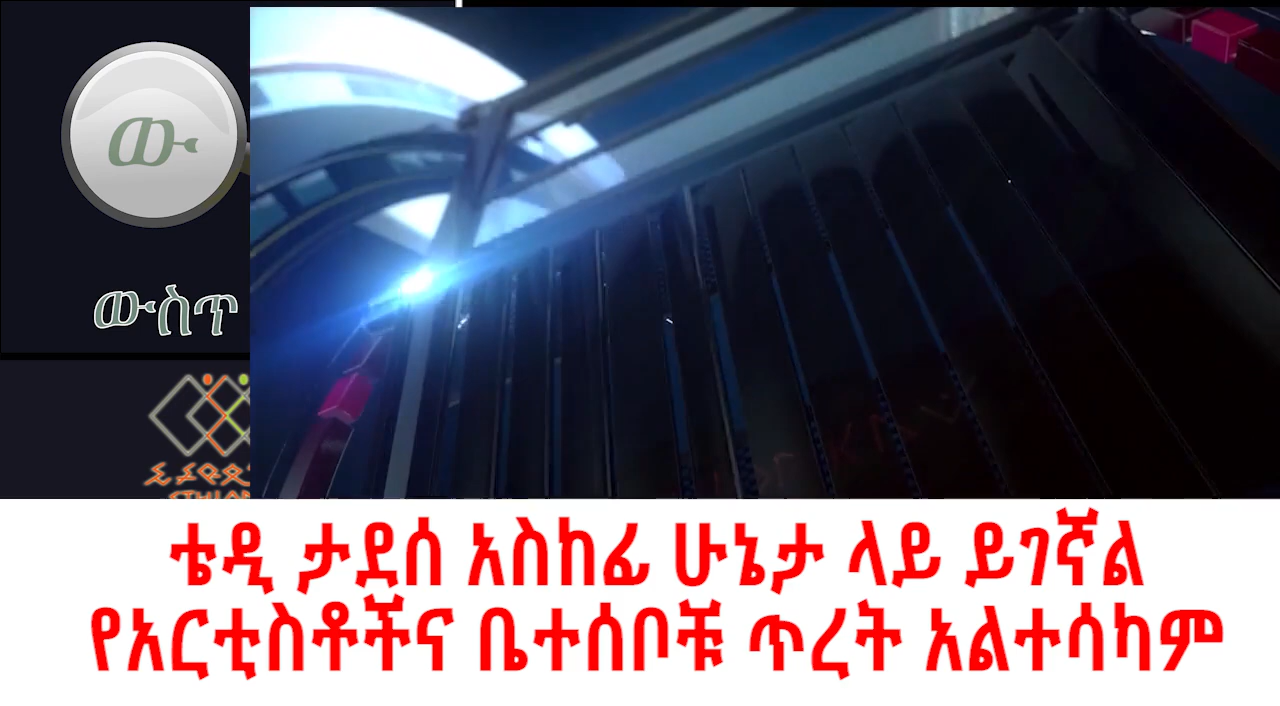 ው
ውስጥ
ቴዲ ታደሰ አስከፊ ሁኔታ ላይ ይገኛል
የአርቲስቶችና ቤተሰቦቹ ጥረት አልተሳካም